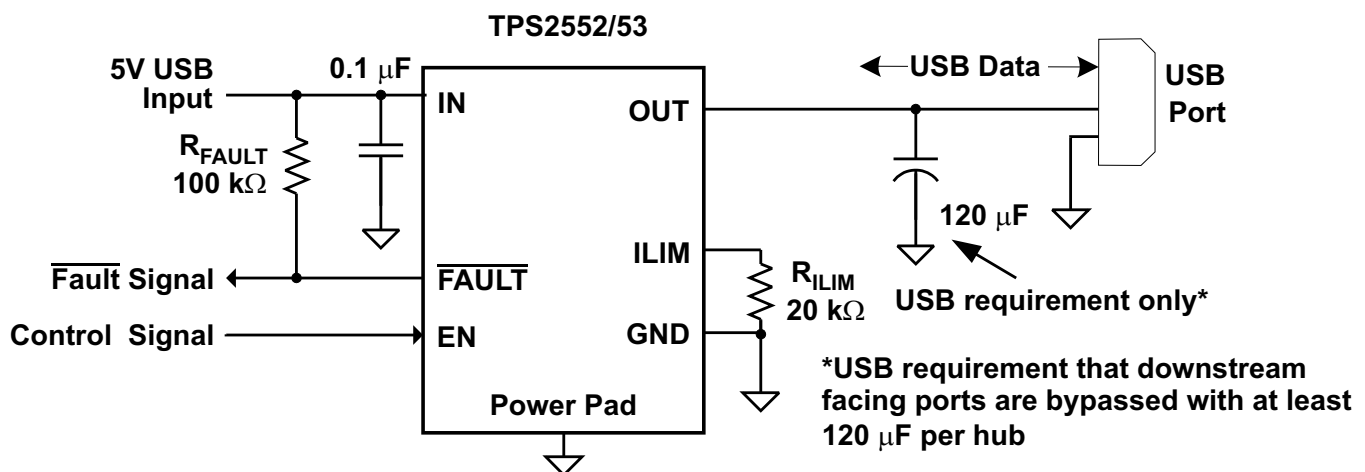 TPS2552/53
5V USB
Input
0.1 μF
IN
OUT
USB Data
USB
Port
R_FAULT
100 kΩ
120 μF
ILIM
R_ILIM
20 kΩ
USB requirement only*
Fault Signal
FAULT
Control Signal
EN
GND
Power Pad
*USB requirement that downstream
facing ports are bypassed with at least
120 μF per hub